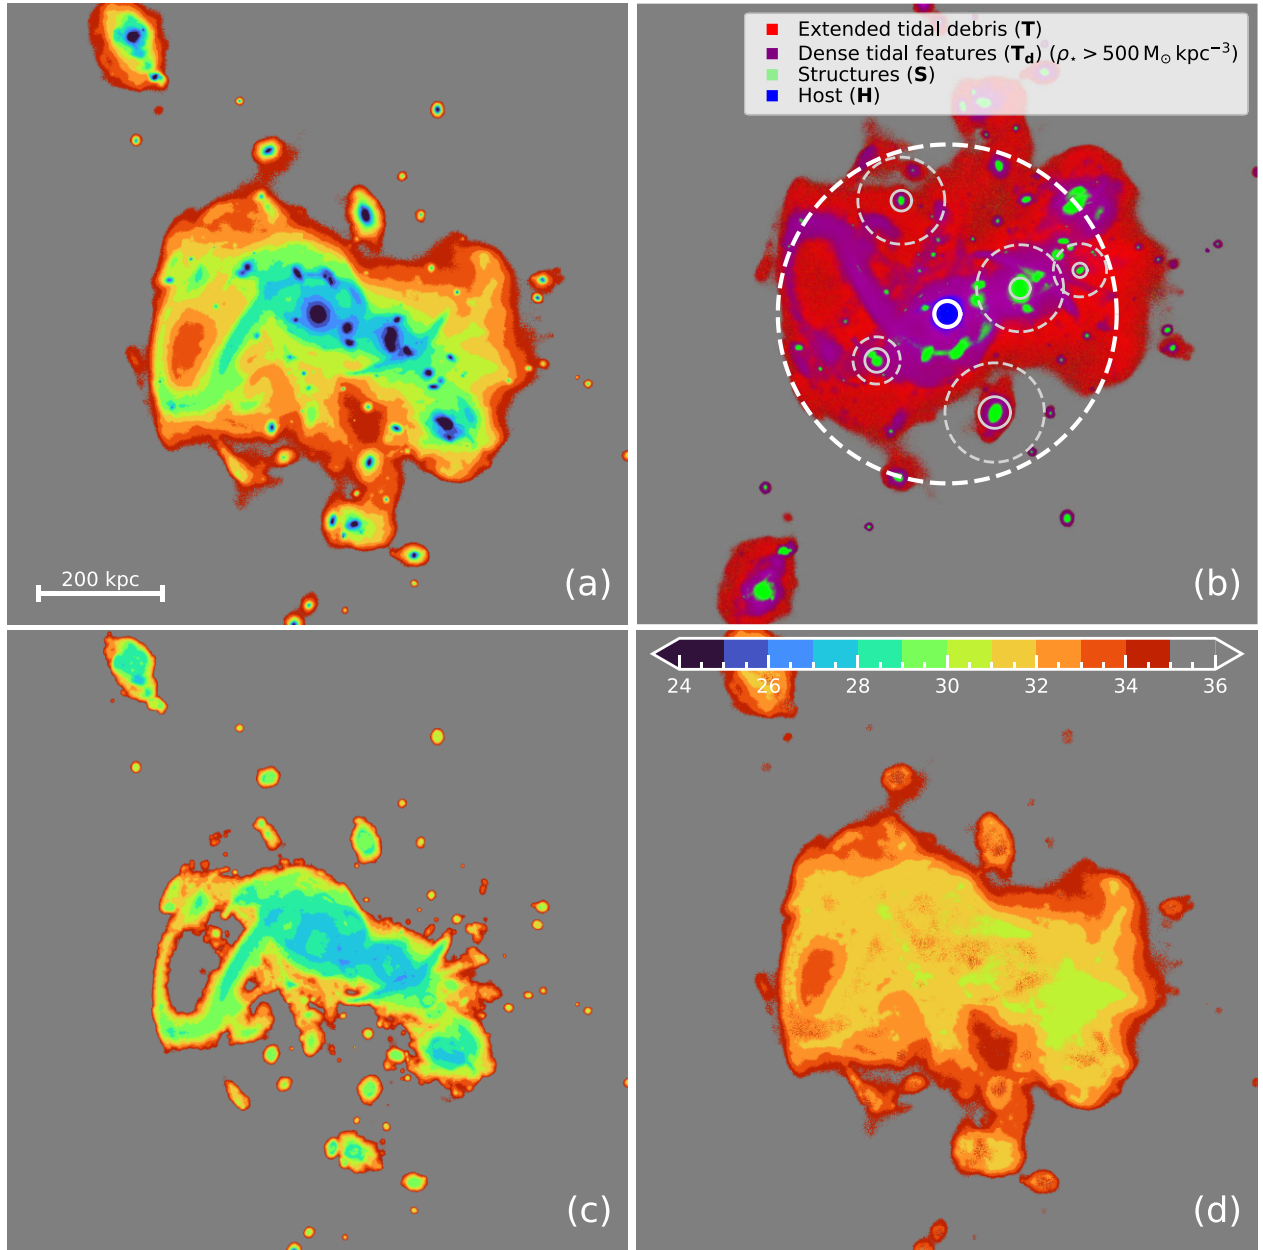 Extended tidal debris (T)
Dense tidal features (T_d) (ρ⋆ > 500 M⊙ kpc⁻³)
Structures (S)
Host (H)
200 kpc
(a)
(b)
24 26 28 30 32 34 36
(c)
(d)